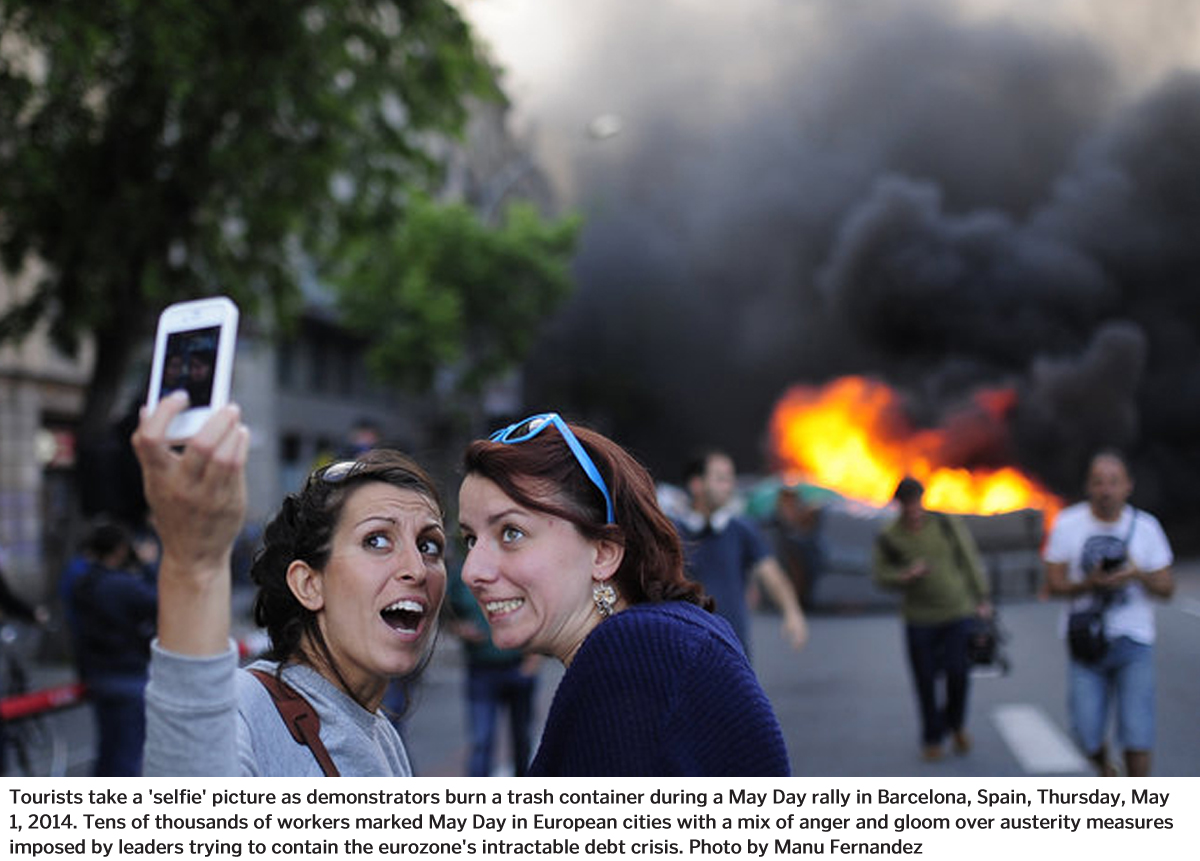 Tourists take a 'selfie' picture as demonstrators burn a trash container during a May Day rally in Barcelona, Spain, Thursday, May
1, 2014. Tens of thousands of workers marked May Day in European cities with a mix of anger and gloom over austerity measures
imposed by leaders trying to contain the eurozone's intractable debt crisis. Photo by Manu Fernandez